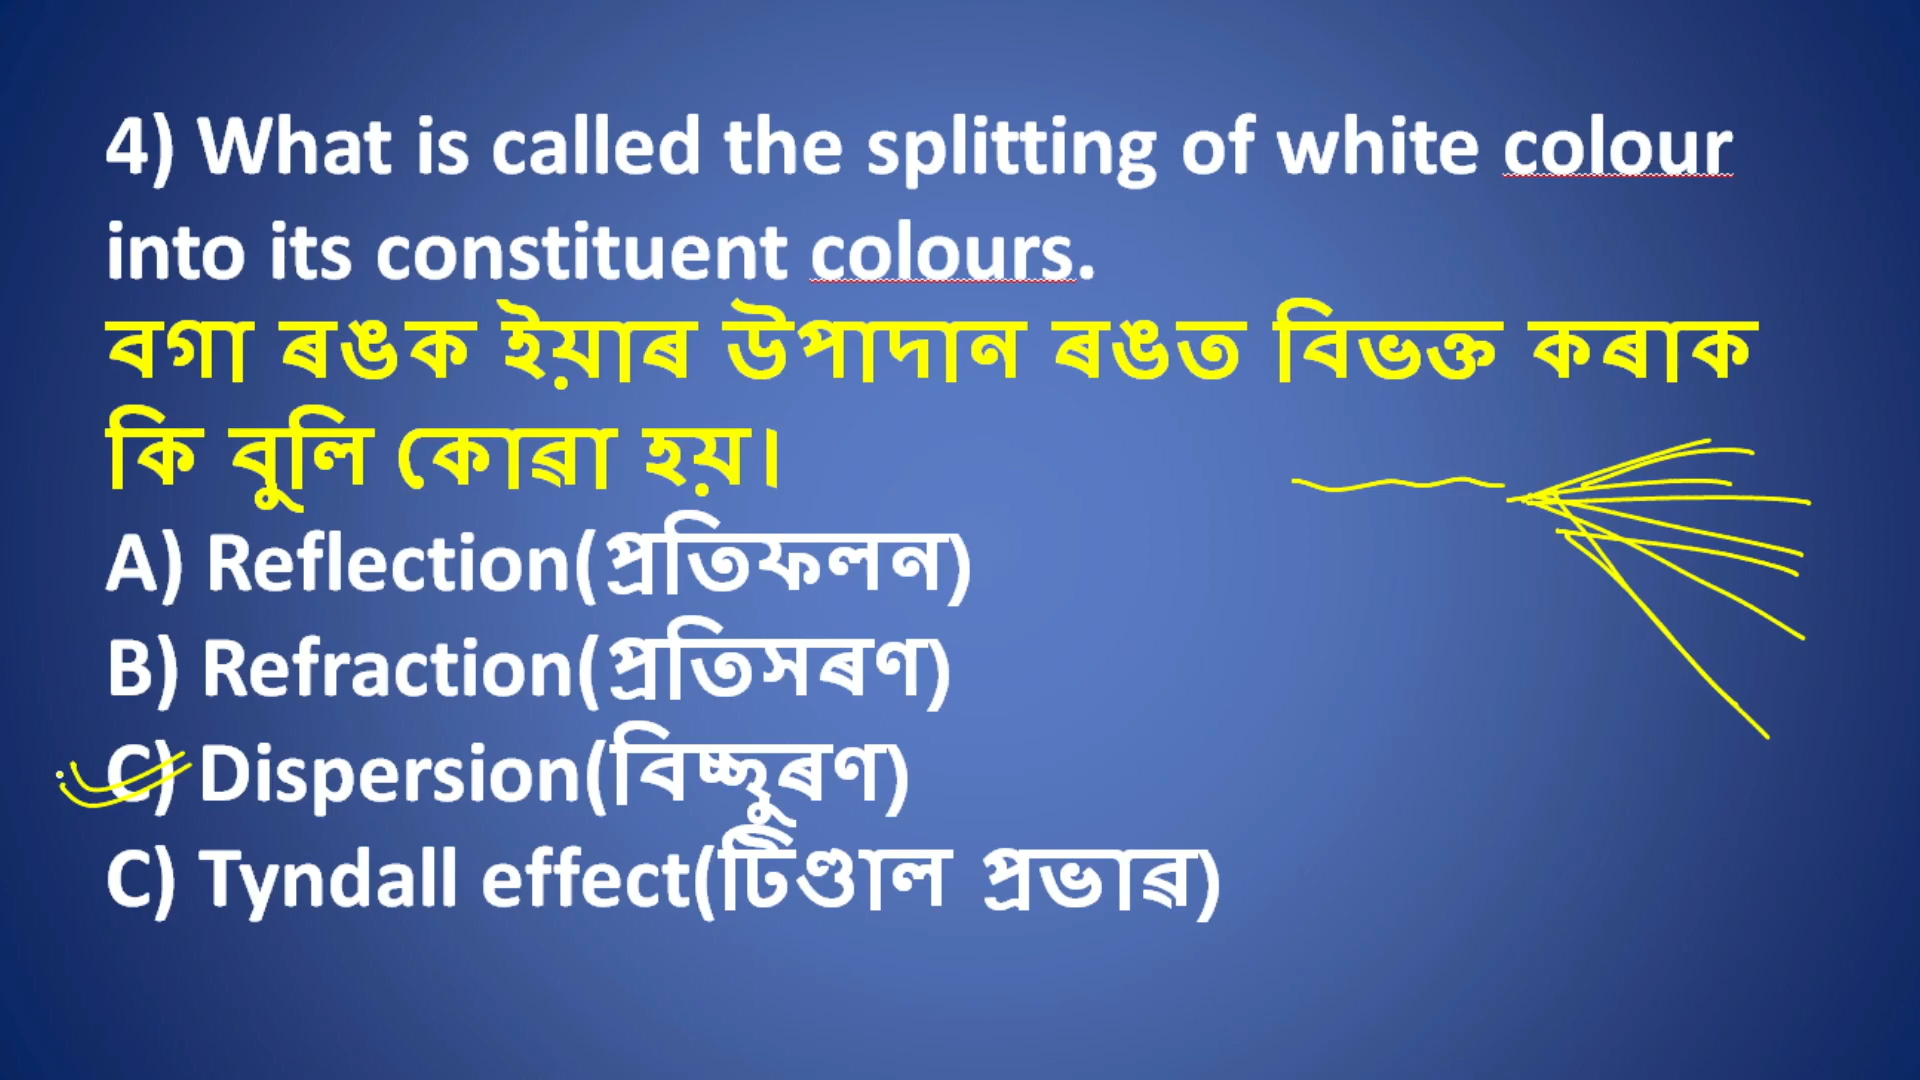 4) What is called the splitting of white colour
into its constituent colours.
বগা ৰঙক ইয়াৰ উপাদান ৰঙত বিভক্ত কৰাক
কি বুলি কোৱা হয়।
A) Reflection(প্ৰতিফলন)
B) Refraction(প্ৰতিসৰণ)
C) Dispersion(বিচ্ছুৰণ)
C) Tyndall effect(টিণ্ডাল প্ৰভাৱ)